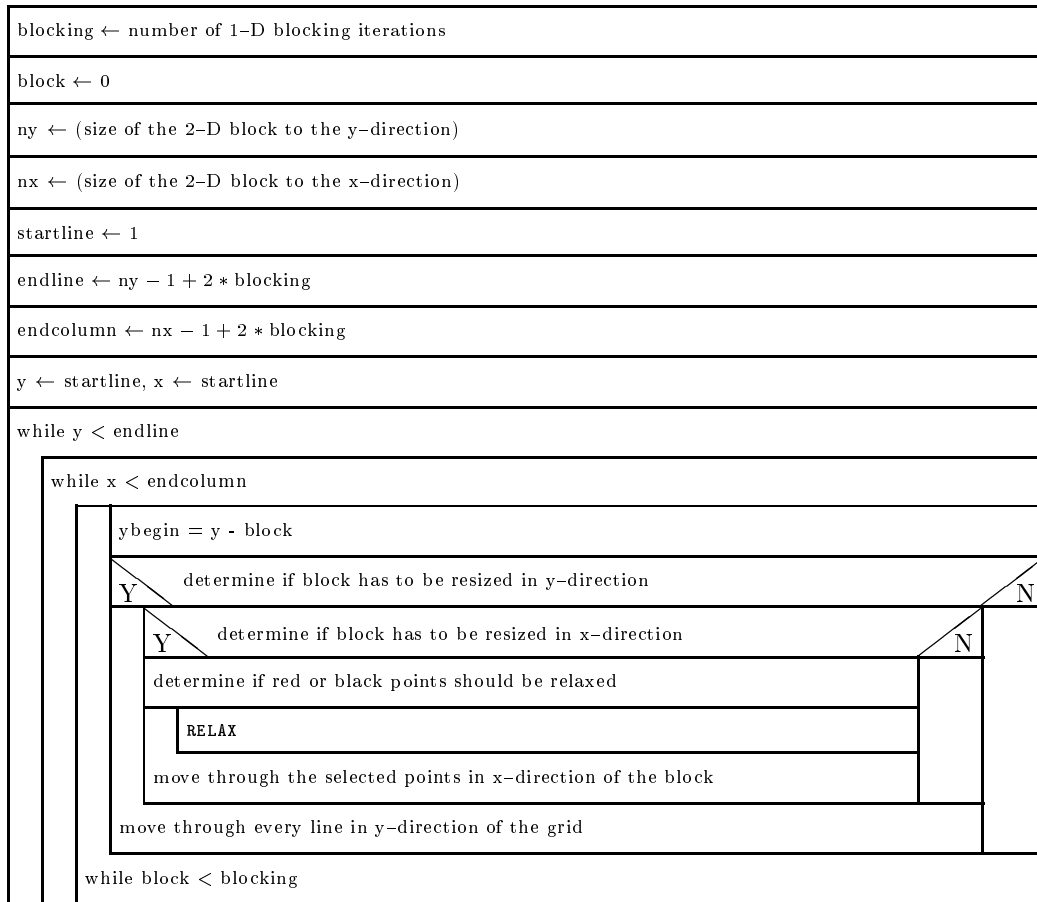 blocking ← number of 1–D blocking iterations
block ← 0
ny ← (size of the 2–D block to the y–direction)
nx ← (size of the 2–D block to the x–direction)
startline ← 1
endline ← ny − 1 + 2 ∗ blocking
endcolumn ← nx − 1 + 2 ∗ blocking
y ← startline, x ← startline
while y < endline
while x < endcolumn
ybegin = y - block
Y determine if block has to be resized in y–direction N
Y determine if block has to be resized in x–direction N
determine if red or black points should be relaxed
RELAX
move through the selected points in x–direction of the block
move through every line in y–direction of the grid
while block < blocking